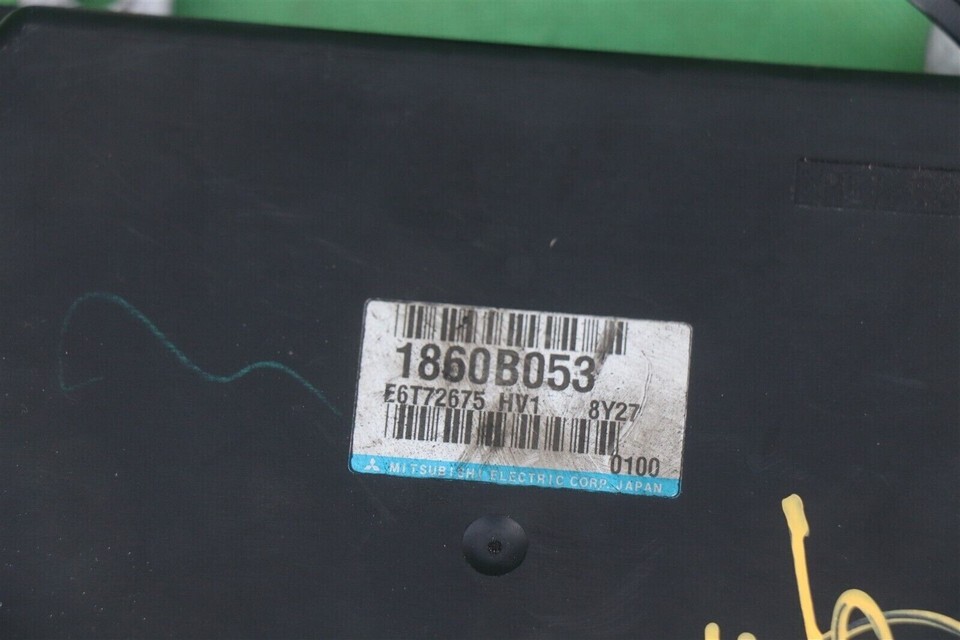 1860B053
E6T72675 HV1 8Y27
0100
MITSUBISHI ELECTRIC CORP. JAPAN